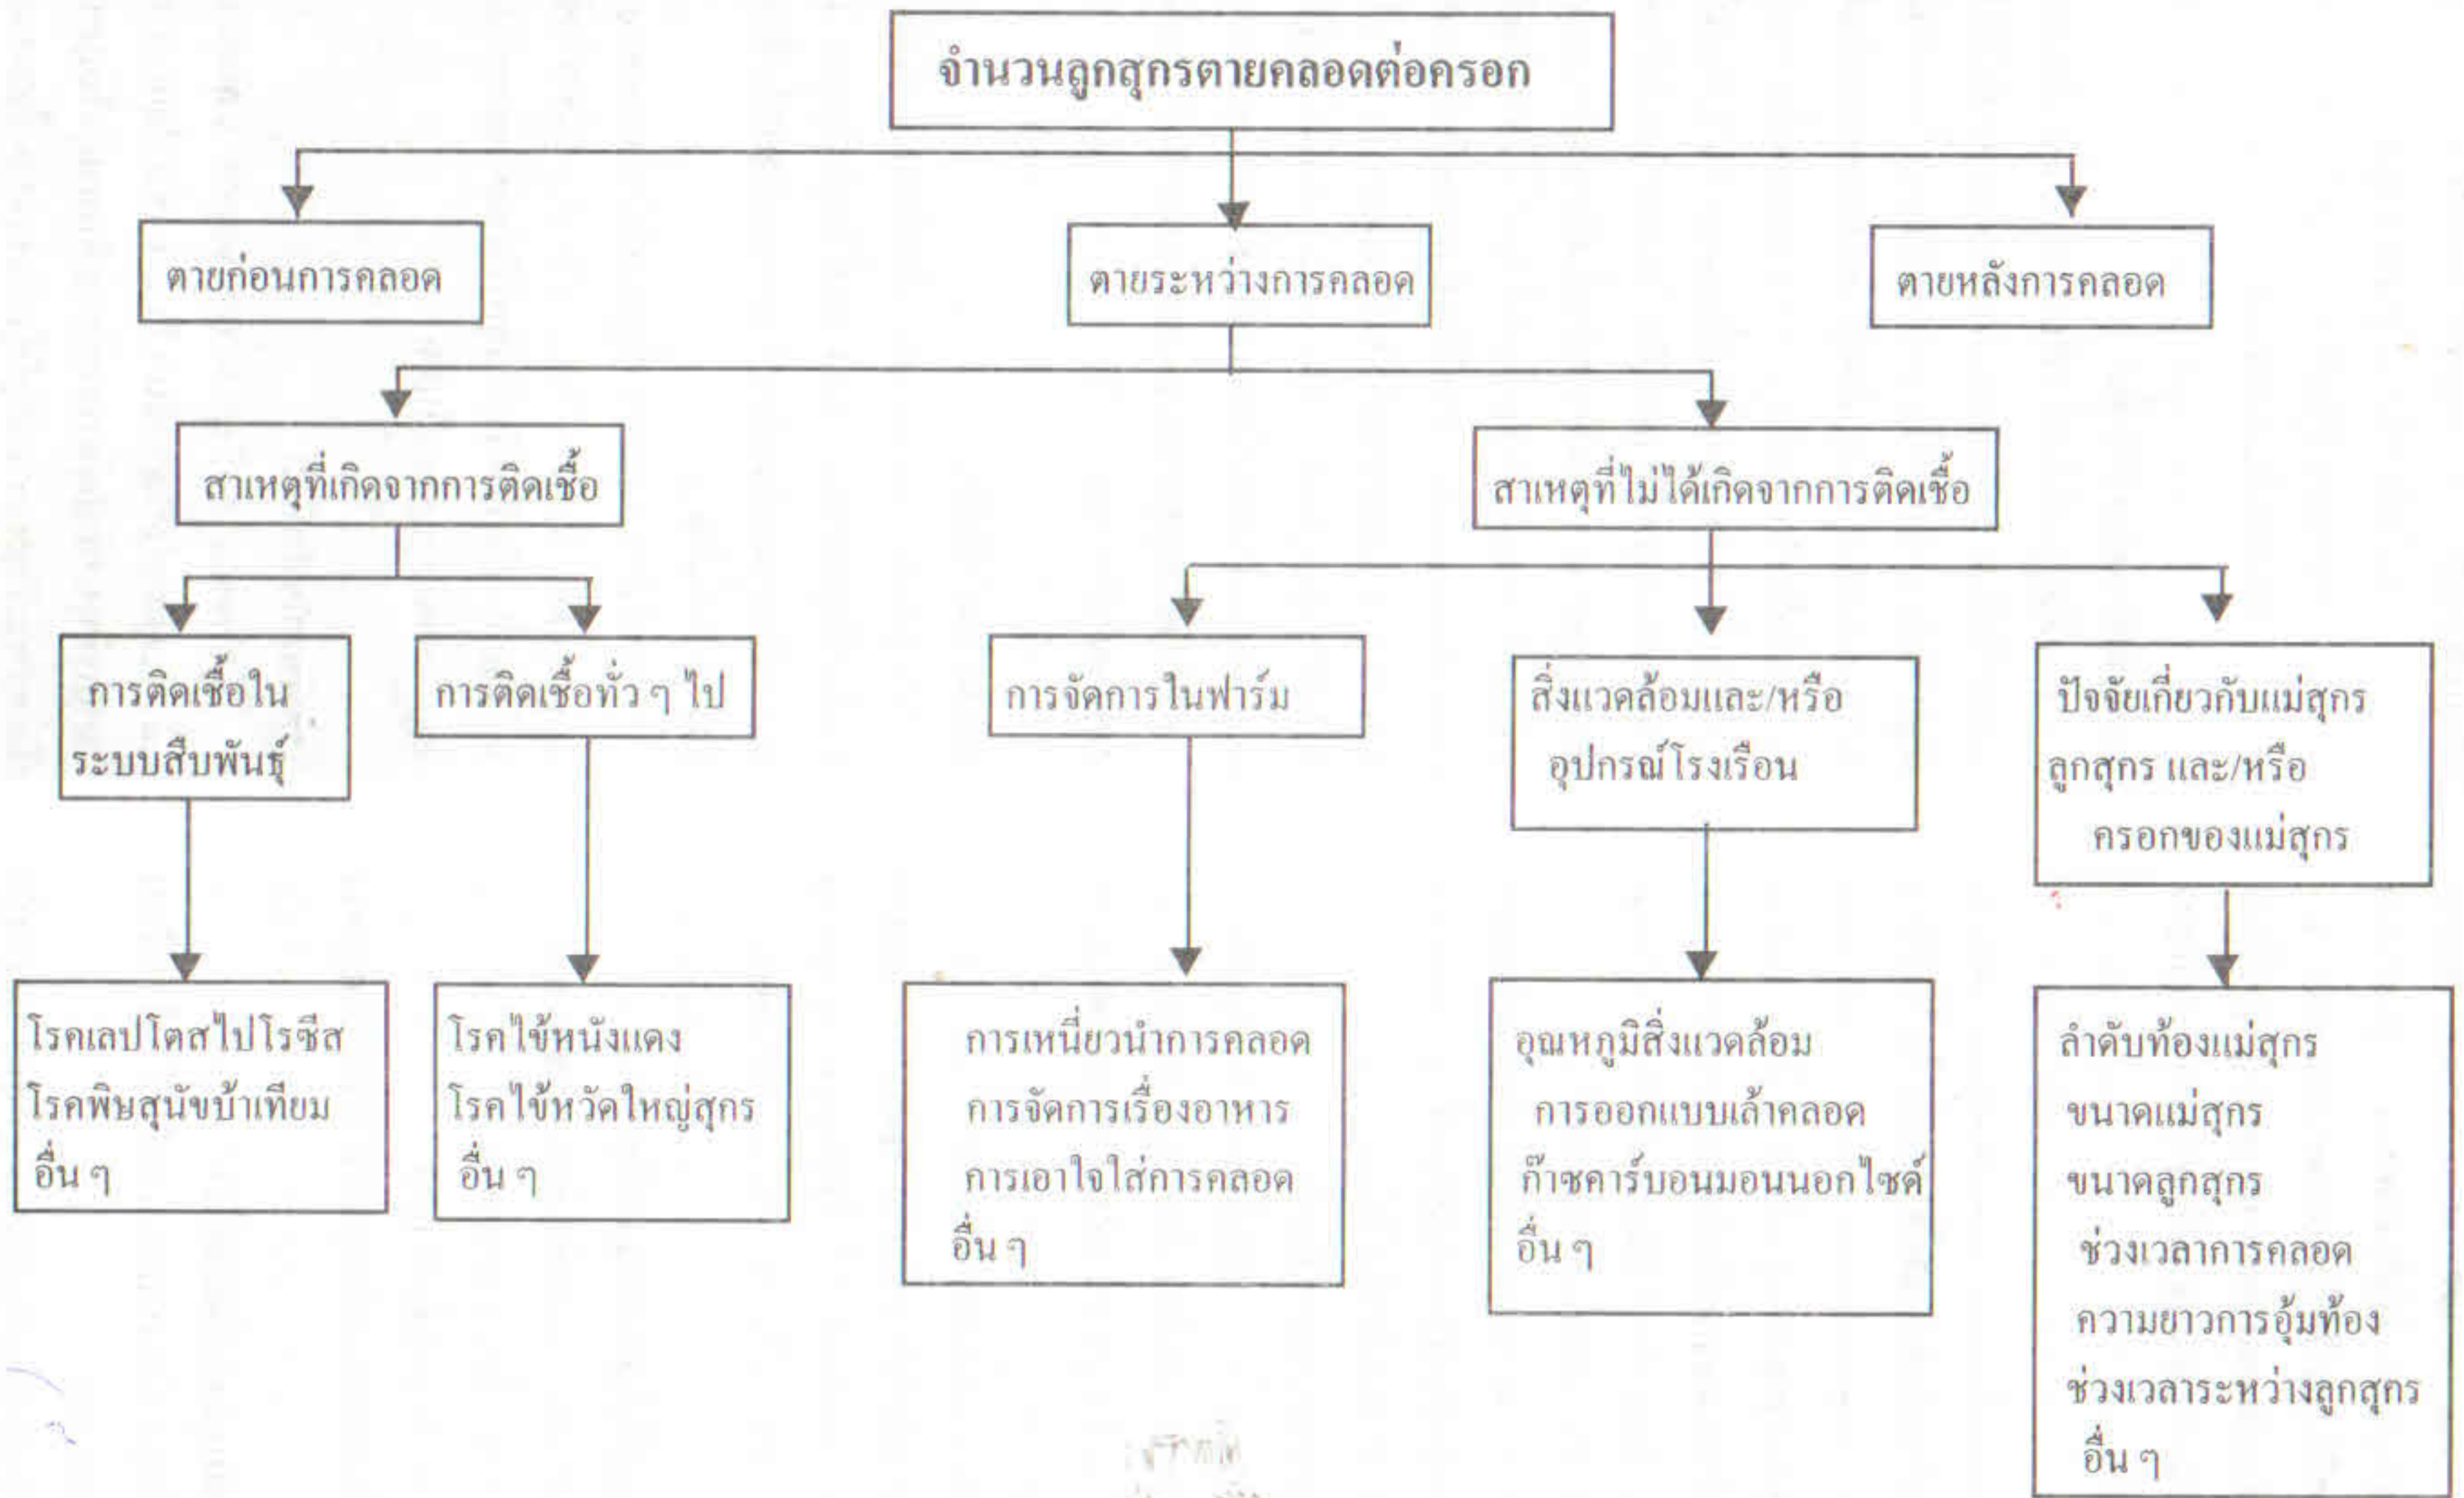 จำนวนลูกสุกรตายคลอดต่อครอก
ตายก่อนการคลอด
ตายระหว่างการคลอด
ตายหลังการคลอด
สาเหตุที่เกิดจากการติดเชื้อ
สาเหตุที่ไม่ได้เกิดจากการติดเชื้อ
การติดเชื้อใน
ระบบสืบพันธุ์
การติดเชื้อทั่ว ๆ ไป
การจัดการในฟาร์ม
สิ่งแวดล้อมและ/หรือ
อุปกรณ์โรงเรือน
ปัจจัยเกี่ยวกับแม่สุกร
ลูกสุกร และ/หรือ
ครอกของแม่สุกร
โรคเลปโตสไปโรซีส
โรคพิษสุนัขบ้าเทียม
อื่น ๆ
โรคไข้หนังแดง
โรคไข้หวัดใหญ่สุกร
อื่น ๆ
การเหนี่ยวนำการคลอด
การจัดการเรื่องอาหาร
การเอาใจใส่การคลอด
อื่น ๆ
อุณหภูมิสิ่งแวดล้อม
การออกแบบเล้าคลอด
ก๊าซคาร์บอนมอนนอกไซด์
อื่น ๆ
ลำดับท้องแม่สุกร
ขนาดแม่สุกร
ขนาดลูกสุกร
ช่วงเวลาการคลอด
ความยาวการอุ้มท้อง
ช่วงเวลาระหว่างลูกสุกร
อื่น ๆ